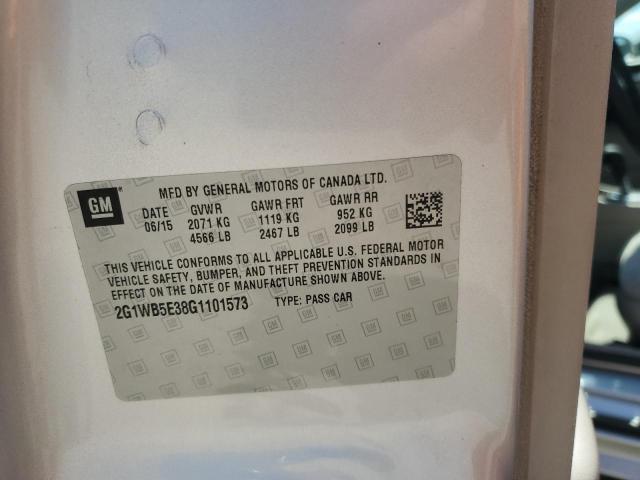 GM
MFD BY GENERAL MOTORS OF CANADA LTD.
DATE GVWR GAWR FRT GAWR RR
06/15 2071 KG 1119 KG 952 KG
4566 LB 2467 LB 2099 LB
THIS VEHICLE CONFORMS TO ALL APPLICABLE U.S. FEDERAL MOTOR
VEHICLE SAFETY, BUMPER, AND THEFT PREVENTION STANDARDS IN
EFFECT ON THE DATE OF MANUFACTURE SHOWN ABOVE.
2G1WB5E38G1101573 TYPE: PASS CAR